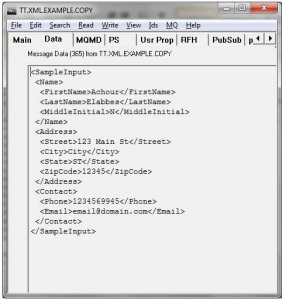 TT.XML.EXAMPLE.COPY
File Edit Search Read Write View Ids MQ Help
Main Data MQMD PS Usr Prop RFH PubSub p
Message Data (365) from TT.XML.EXAMPLE.COPY
<SampleInput>
<Name>
<FirstName>Achour</FirstName>
<LastName>Elabbes</LastName>
<MiddleInitial>N</MiddleInitial>
</Name>
<Address>
<Street>123 Main St</Street>
<City>City</City>
<State>ST</State>
<ZipCode>12345</ZipCode>
</Address>
<Contact>
<Phone>1234569945</Phone>
<Email>email@domain.com</Email>
</Contact>
</SampleInput>